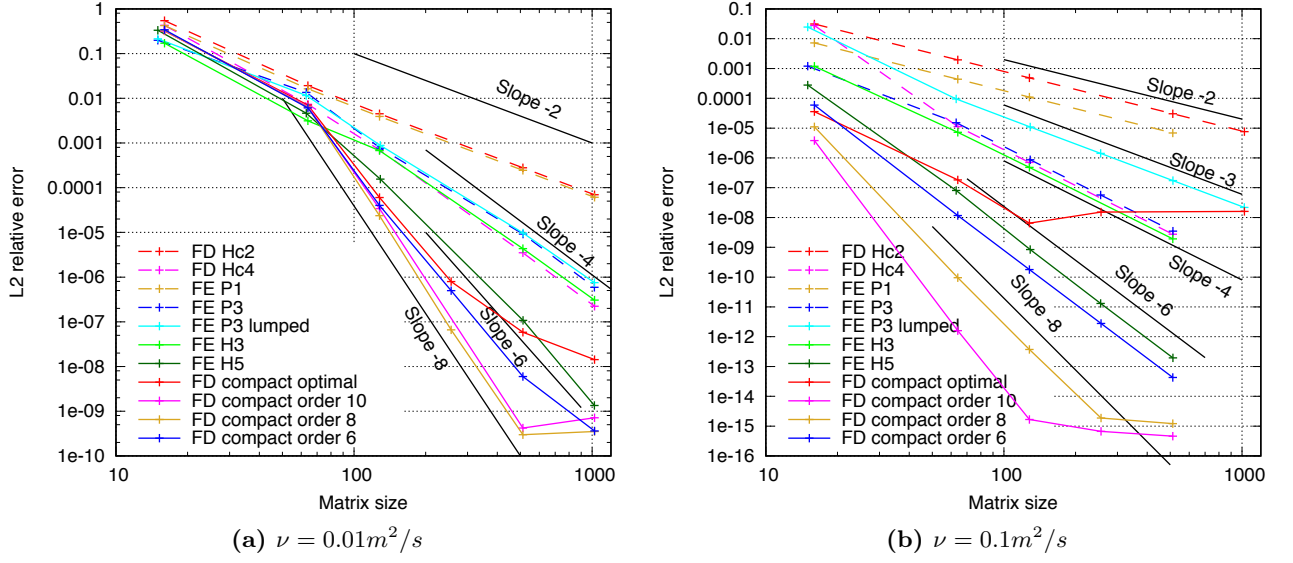 1
0.1
0.01
0.001
0.0001
1e-05
1e-06
1e-07
1e-08
1e-09
1e-10
L2 relative error
10
100
1000
Matrix size
Slope -2
Slope -4
Slope -6
Slope -8
FD Hc2
FD Hc4
FE P1
FE P3
FE P3 lumped
FE H3
FE H5
FD compact optimal
FD compact order 10
FD compact order 8
FD compact order 6
(a) ν = 0.01m²/s
0.1
0.01
0.001
0.0001
1e-05
1e-06
1e-07
1e-08
1e-09
1e-10
1e-11
1e-12
1e-13
1e-14
1e-15
1e-16
L2 relative error
10
100
1000
Matrix size
Slope -2
Slope -3
Slope -4
Slope -6
Slope -8
FD Hc2
FD Hc4
FE P1
FE P3
FE P3 lumped
FE H3
FE H5
FD compact optimal
FD compact order 10
FD compact order 8
FD compact order 6
(b) ν = 0.1m²/s